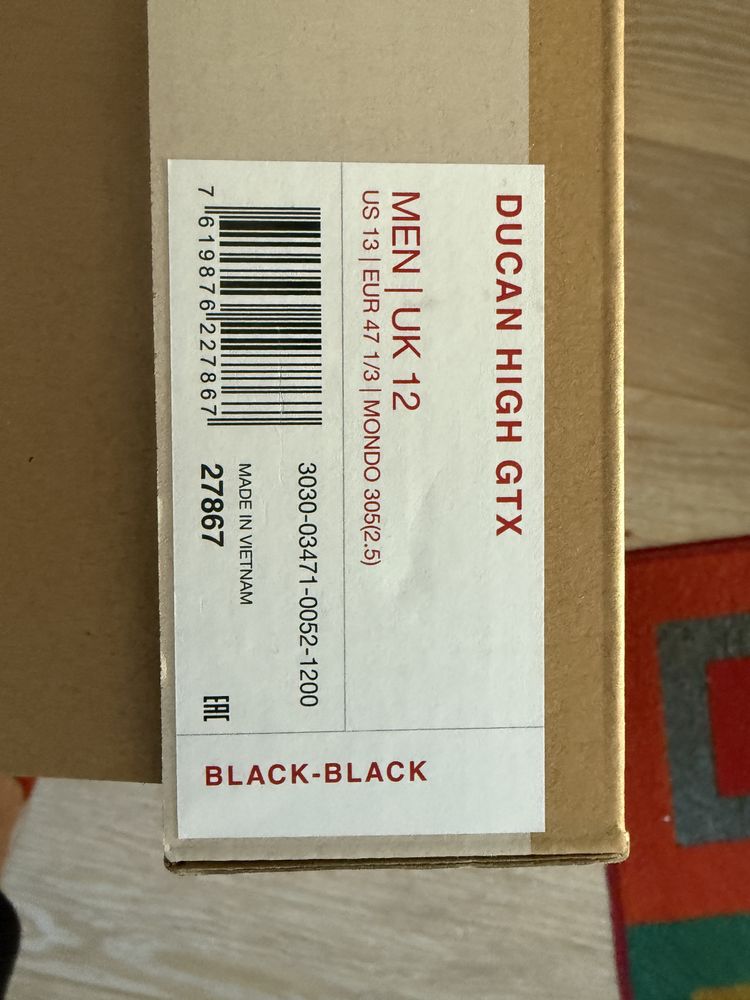 DUCAN HIGH GTX
MEN | UK 12
US 13 | EUR 47 1/3 | MONDO 305(2.5)
7 619876 227867
3030-03471-0052-1200
MADE IN VIETNAM
27867
EAC
BLACK-BLACK